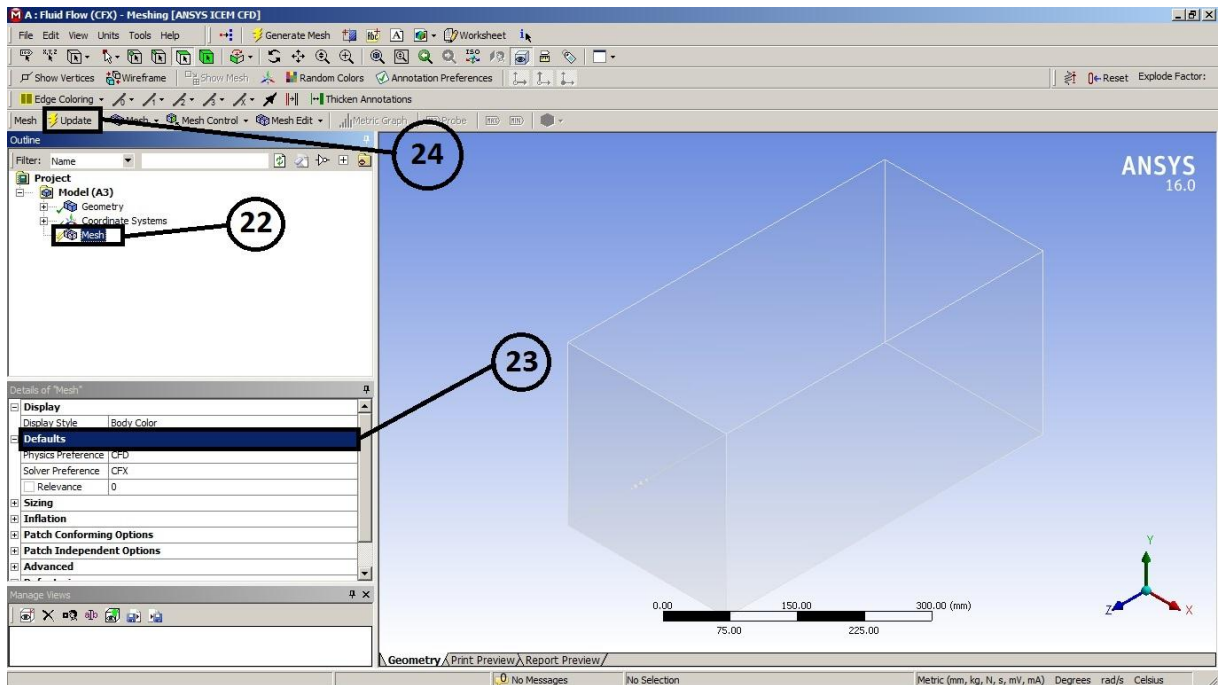 A : Fluid Flow (CFX) - Meshing [ANSYS ICEM CFD]
File Edit View Units Tools Help Generate Mesh A Worksheet
Show Vertices Wireframe Show Mesh Random Colors Annotation Preferences Reset Explode Factor:
Edge Coloring Thicken Annotations
Mesh Update Mesh Mesh Control Mesh Edit Metric Graph Probe
24
Outline
Filter: Name
Project
Model (A3)
Geometry
Coordinate Systems
Mesh
22
ANSYS
16.0
23
Details of "Mesh"
Display
Display Style Body Color
Defaults
Physics Preference CFD
Solver Preference CFX
Relevance 0
Sizing
Inflation
Patch Conforming Options
Patch Independent Options
Advanced
Manage Views
Y
Z X
0.00 150.00 300.00 (mm)
75.00 225.00
Geometry Print Preview Report Preview
0 No Messages No Selection Metric (mm, kg, N, s, mV, mA) Degrees rad/s Celsius